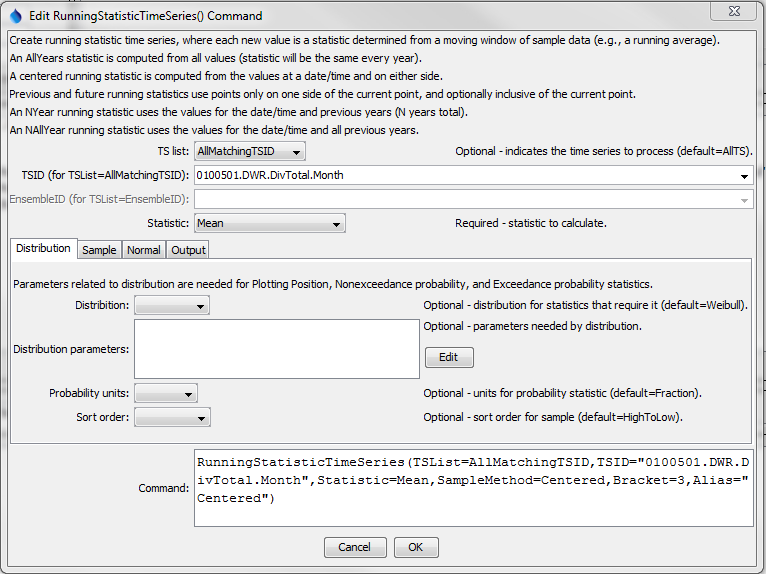 Edit RunningStatisticTimeSeries() Command
Create running statistic time series, where each new value is a statistic determined from a moving window of sample data (e.g., a running average).
An AllYears statistic is computed from all values (statistic will be the same every year).
A centered running statistic is computed from the values at a date/time and on either side.
Previous and future running statistics use points only on one side of the current point, and optionally inclusive of the current point.
An NYear running statistic uses the values for the date/time and previous years (N years total).
An NAllYear running statistic uses the values for the date/time and all previous years.
TS list: AllMatchingTSID Optional - indicates the time series to process (default=AllTS).
TSID (for TSList=AllMatchingTSID): 0100501.DWR.DivTotal.Month
EnsembleID (for TSList=EnsembleID):
Statistic: Mean Required - statistic to calculate.
Distribution Sample Normal Output
Parameters related to distribution are needed for Plotting Position, Nonexceedance probability, and Exceedance probability statistics.
Distribition: Optional - distribution for statistics that require it (default=Weibull).
Optional - parameters needed by distribution.
Distribution parameters:
Edit
Probability units: Optional - units for probability statistic (default=Fraction).
Sort order: Optional - sort order for sample (default=HighToLow).
RunningStatisticTimeSeries(TSList=AllMatchingTSID,TSID="0100501.DWR.D
ivTotal.Month",Statistic=Mean,SampleMethod=Centered,Bracket=3,Alias="
Command:
Centered")
Cancel OK